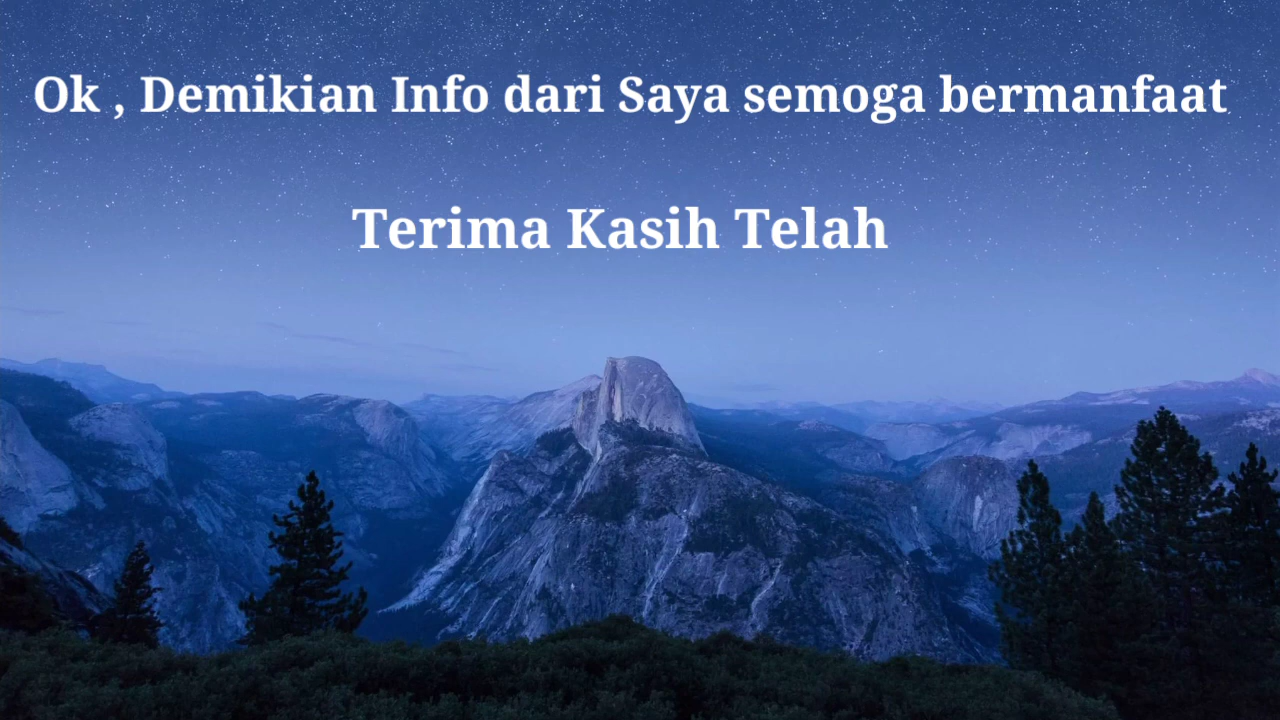 Ok , Demikian Info dari Saya semoga bermanfaat
Terima Kasih Telah